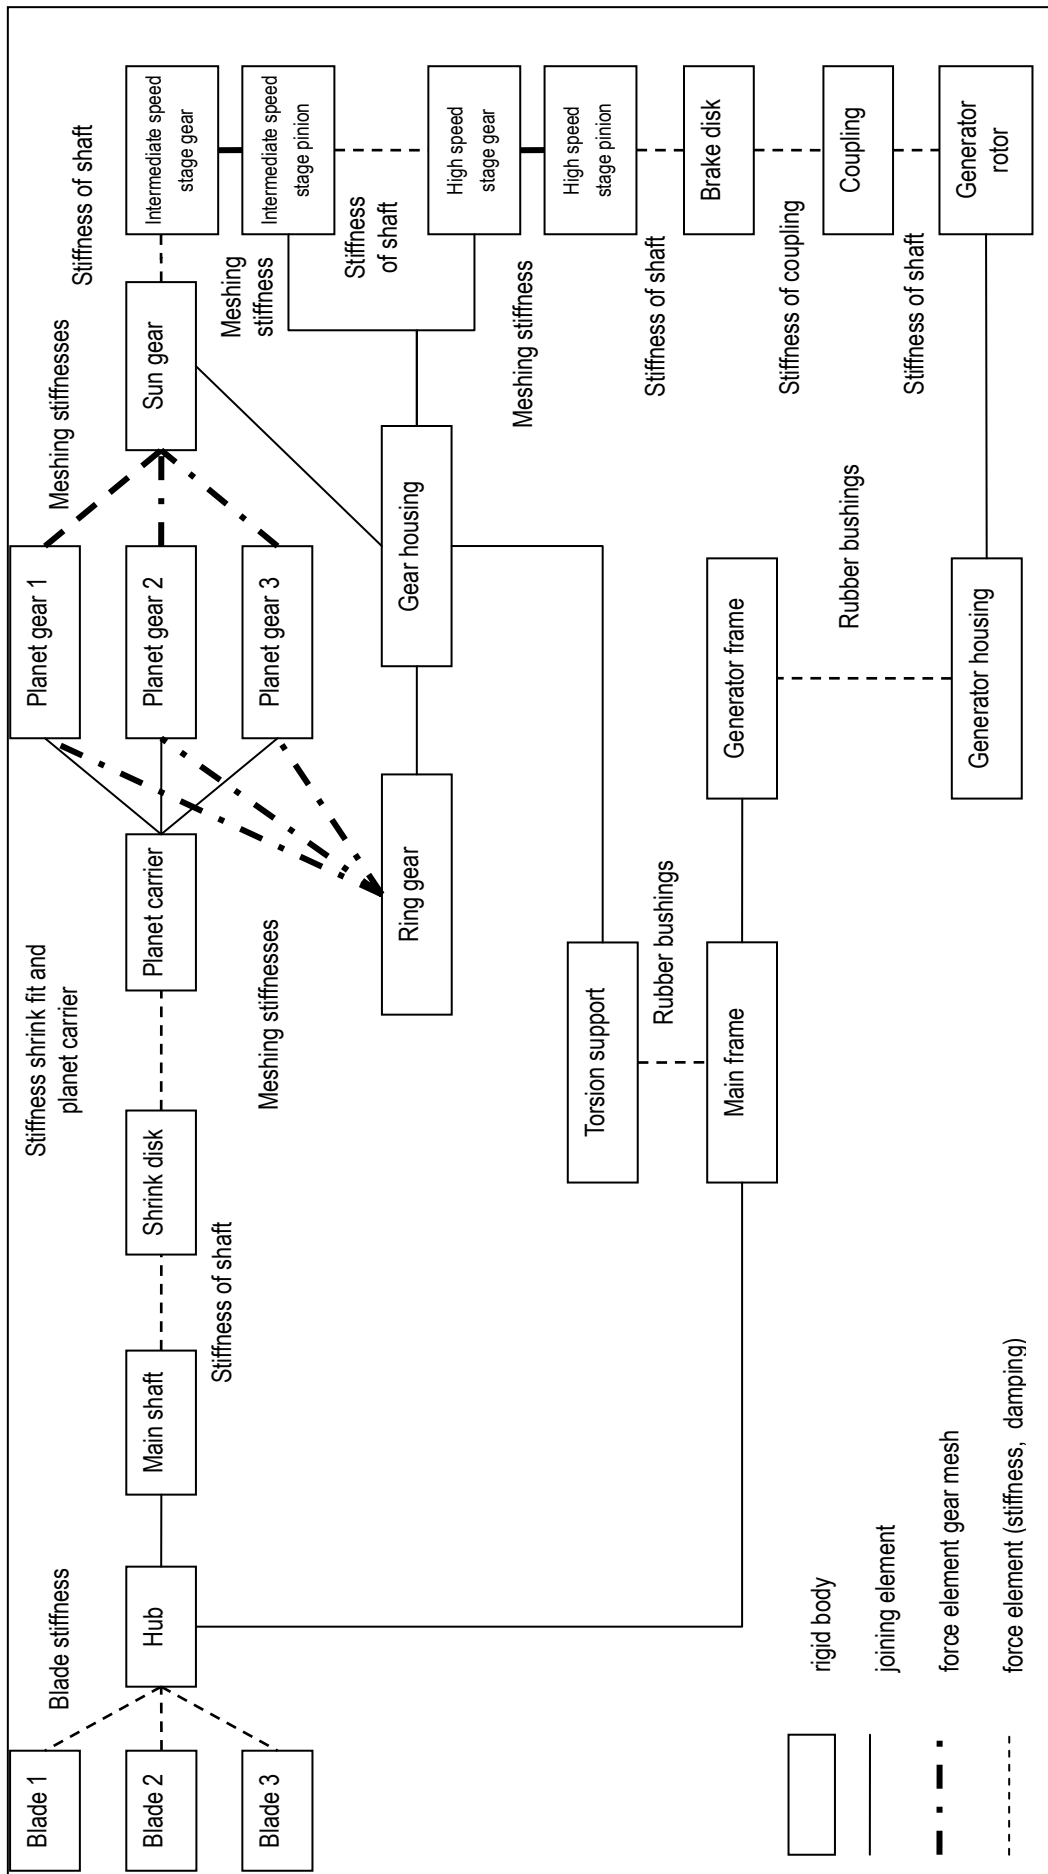 Blade 1
Blade 2
Blade 3
Blade stiffness
Hub
Main shaft
Stiffness of shaft
Shrink disk
Stiffness shrink fit and
planet carrier
Planet carrier
Meshing stiffnesses
Planet gear 1
Planet gear 2
Planet gear 3
Meshing stiffnesses
Sun gear
Stiffness of shaft
Intermediate speed
stage gear
Meshing
stiffness
Intermediate speed
stage pinion
Stiffness
of shaft
High speed
stage gear
Meshing stiffness
High speed
stage pinion
Stiffness of shaft
Brake disk
Stiffness of coupling
Coupling
Stiffness of shaft
Generator
rotor
Ring gear
Gear housing
Torsion support
Rubber bushings
Main frame
Generator frame
Rubber bushings
Generator housing
rigid body
joining element
force element gear mesh
force element (stiffness, damping)